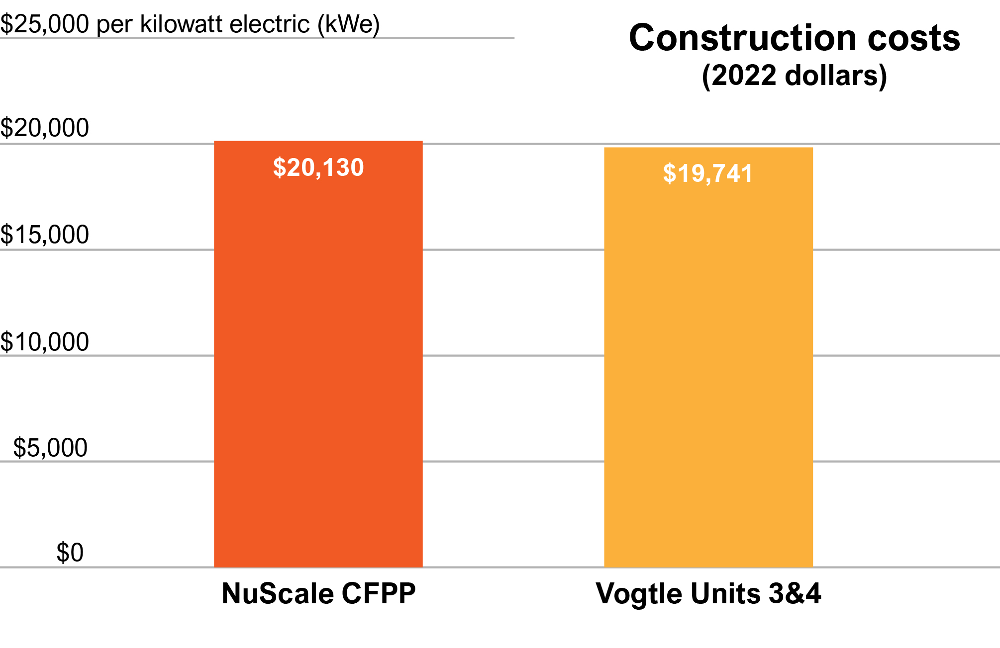 $25,000 per kilowatt electric (kWe)
Construction costs
(2022 dollars)
$20,000
$20,130
$19,741
$15,000
$10,000
$5,000
$0
NuScale CFPP
Vogtle Units 3&4